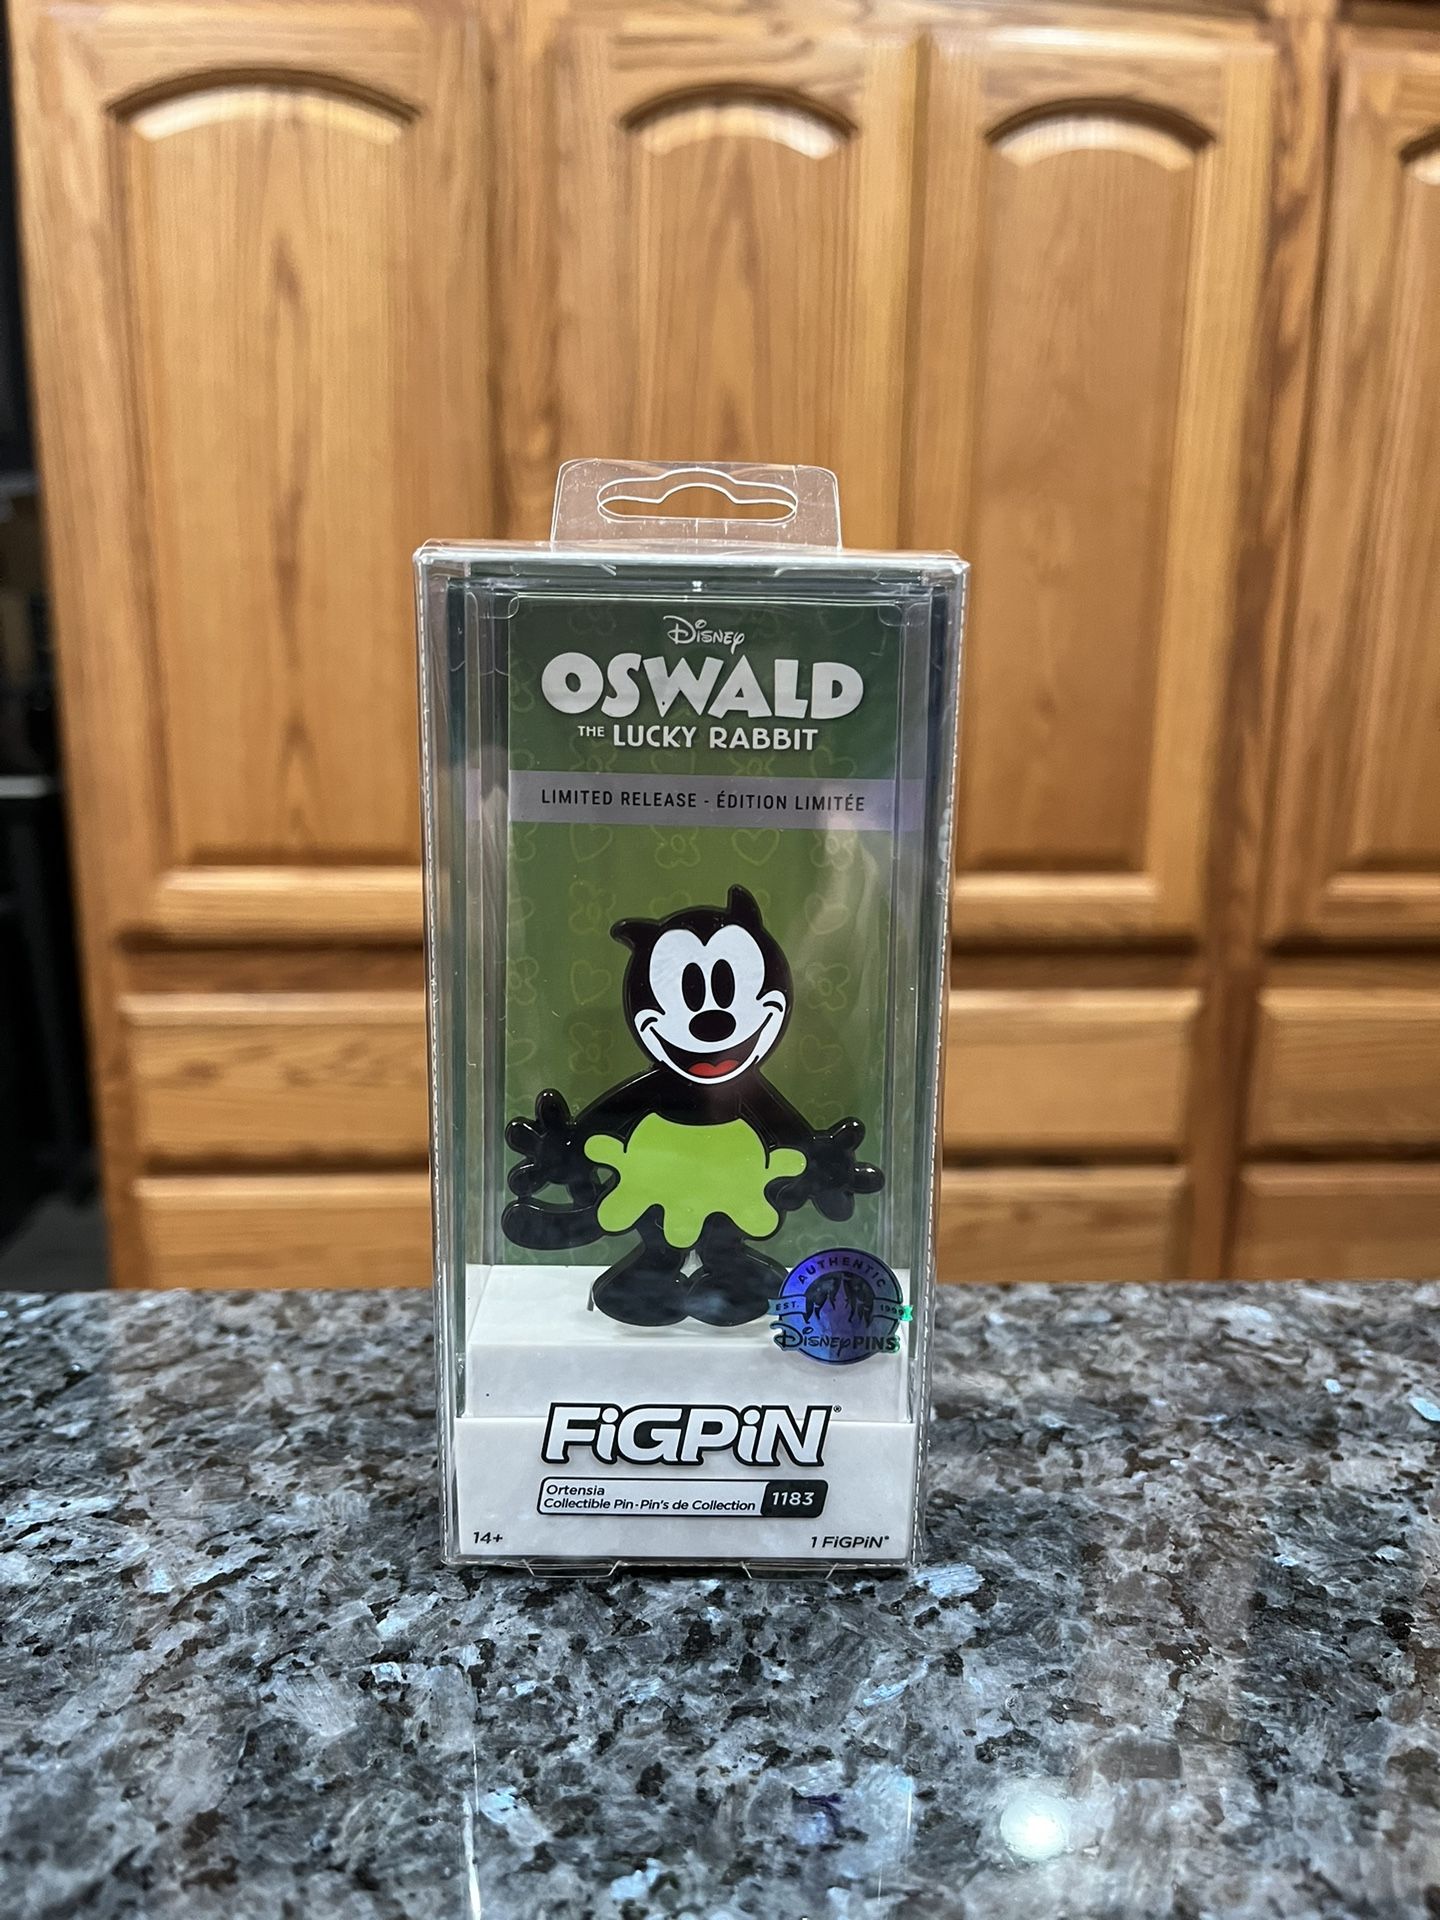 Disney
OSWALD
THE LUCKY RABBIT
LIMITED RELEASE - ÉDITION LIMITÉE
AUTHENTIC
EST. 1999
Disney PINS
FiGPiN®
Ortensia
Collectible Pin • Pin's de Collection 1183
14+ 1 FiGPiN®